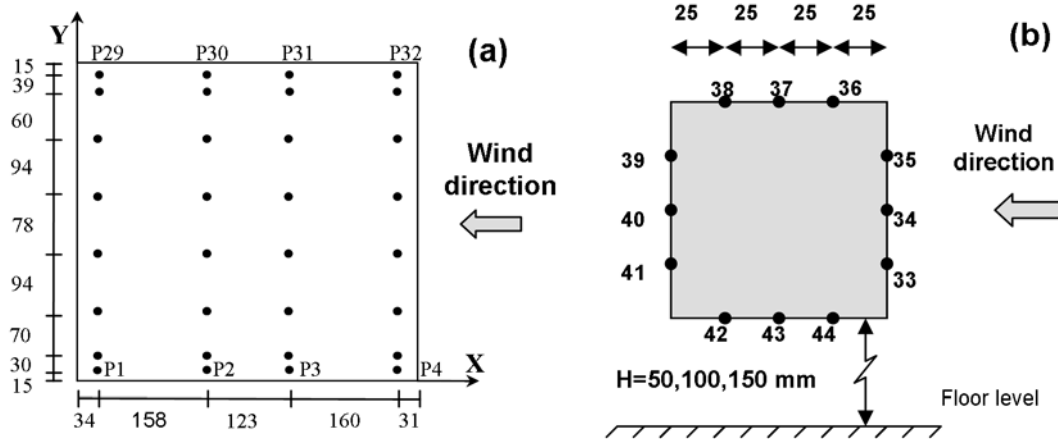 Y
P29 P30 P31 P32
(a)
15
39
60
94
78
94
70
30
15
Wind
direction
P1 P2 P3 P4
X
34 158 123 160 31
25 25 25 25
(b)
38 37 36
39
40
41
35
34
33
42 43 44
Wind
direction
H=50,100,150 mm
Floor level